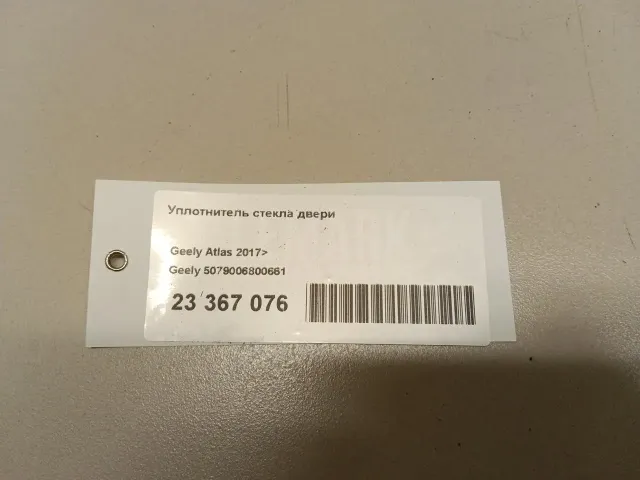 Уплотнитель стекла двери
Geely Atlas 2017>
Geely 5079006800661
23 367 076